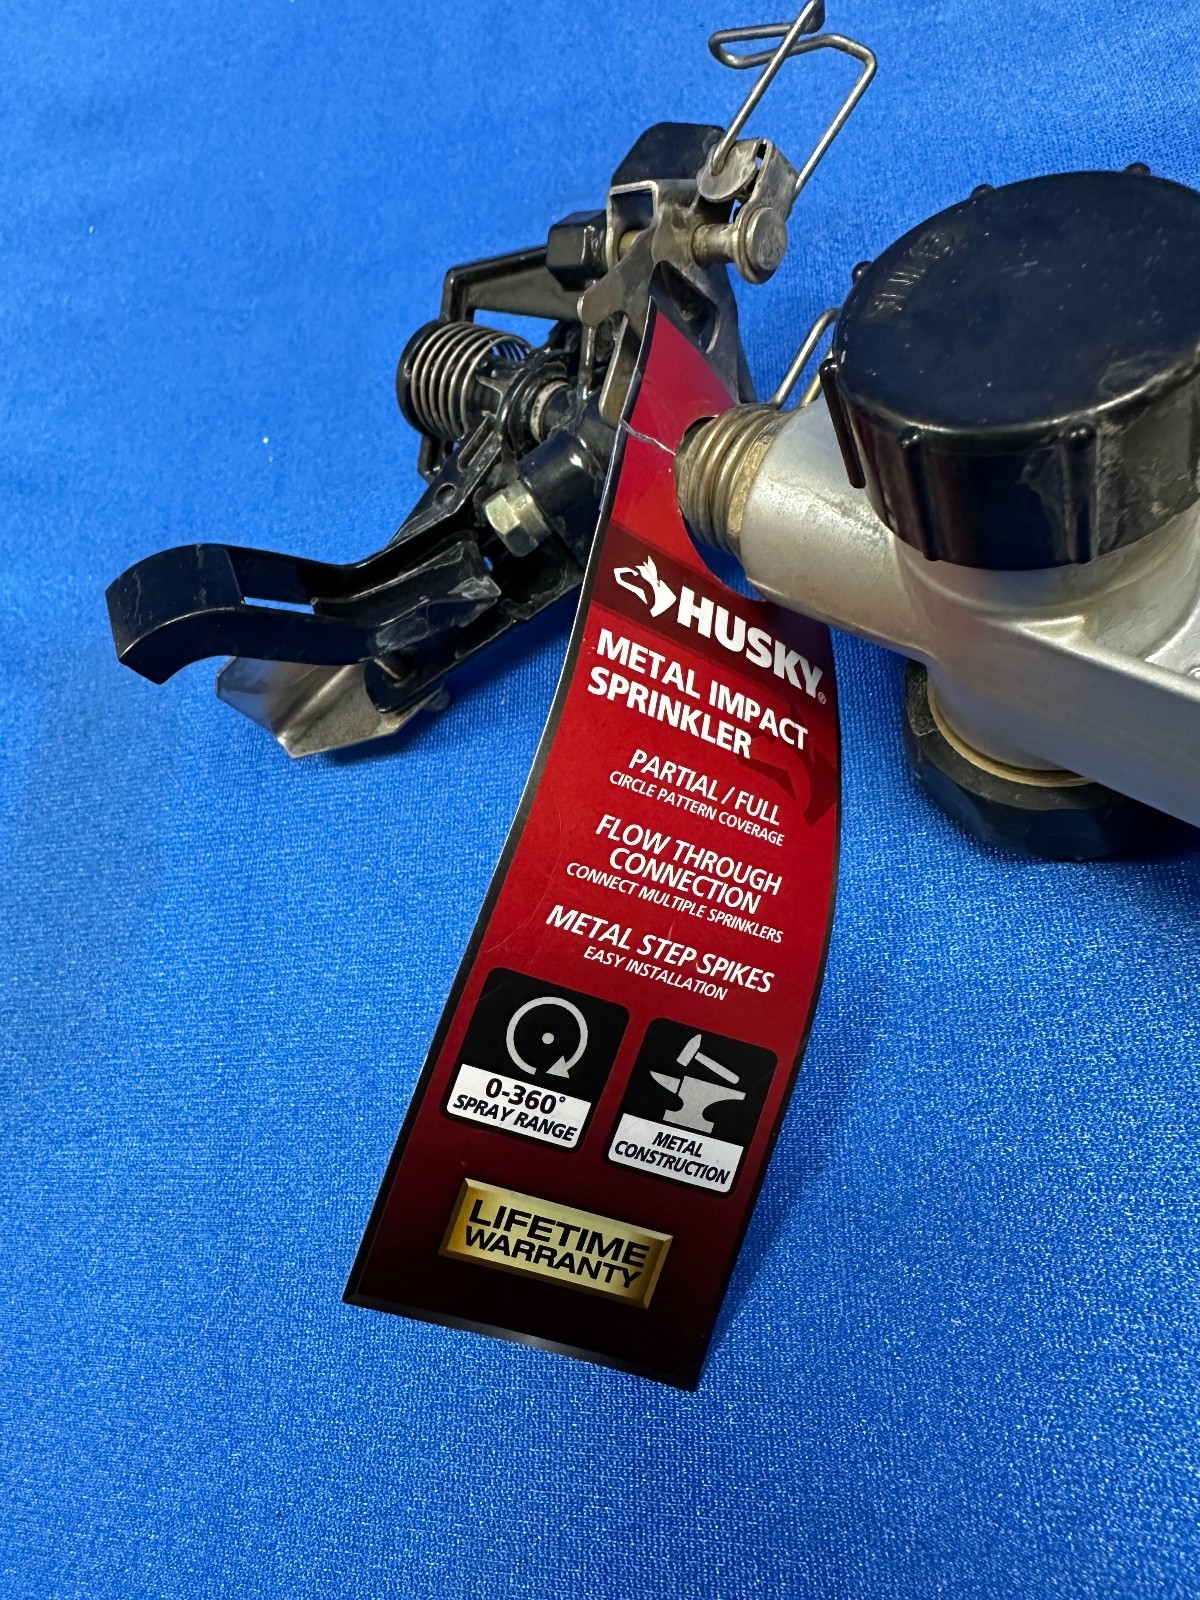 HUSKY®
METAL IMPACT
SPRINKLER
PARTIAL / FULL
CIRCLE PATTERN COVERAGE
FLOW THROUGH
CONNECTION
CONNECT MULTIPLE SPRINKLERS
METAL STEP SPIKES
EASY INSTALLATION
0-360°
SPRAY RANGE
METAL
CONSTRUCTION
LIFETIME
WARRANTY